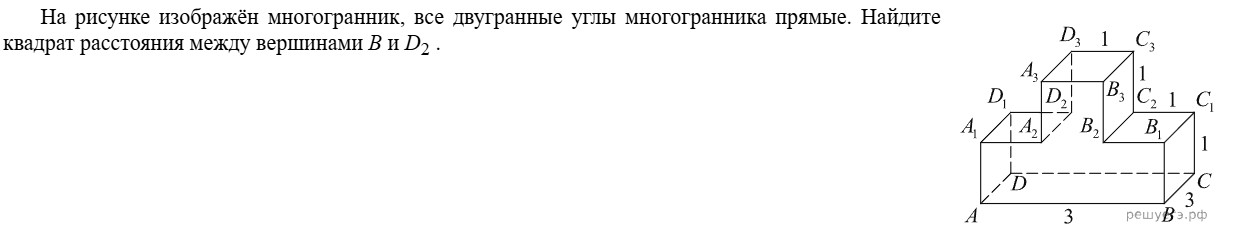 На рисунке изображён многогранник, все двугранные углы многогранника прямые. Найдите
квадрат расстояния между вершинами B и D₂ .
D₃ 1 C₃
A₃ 1
D₁ D₂ B₃ C₂ 1 C₁
A₁ A₂ B₂ B₁ 1
D C
3
A 3 B решуегэ.рф